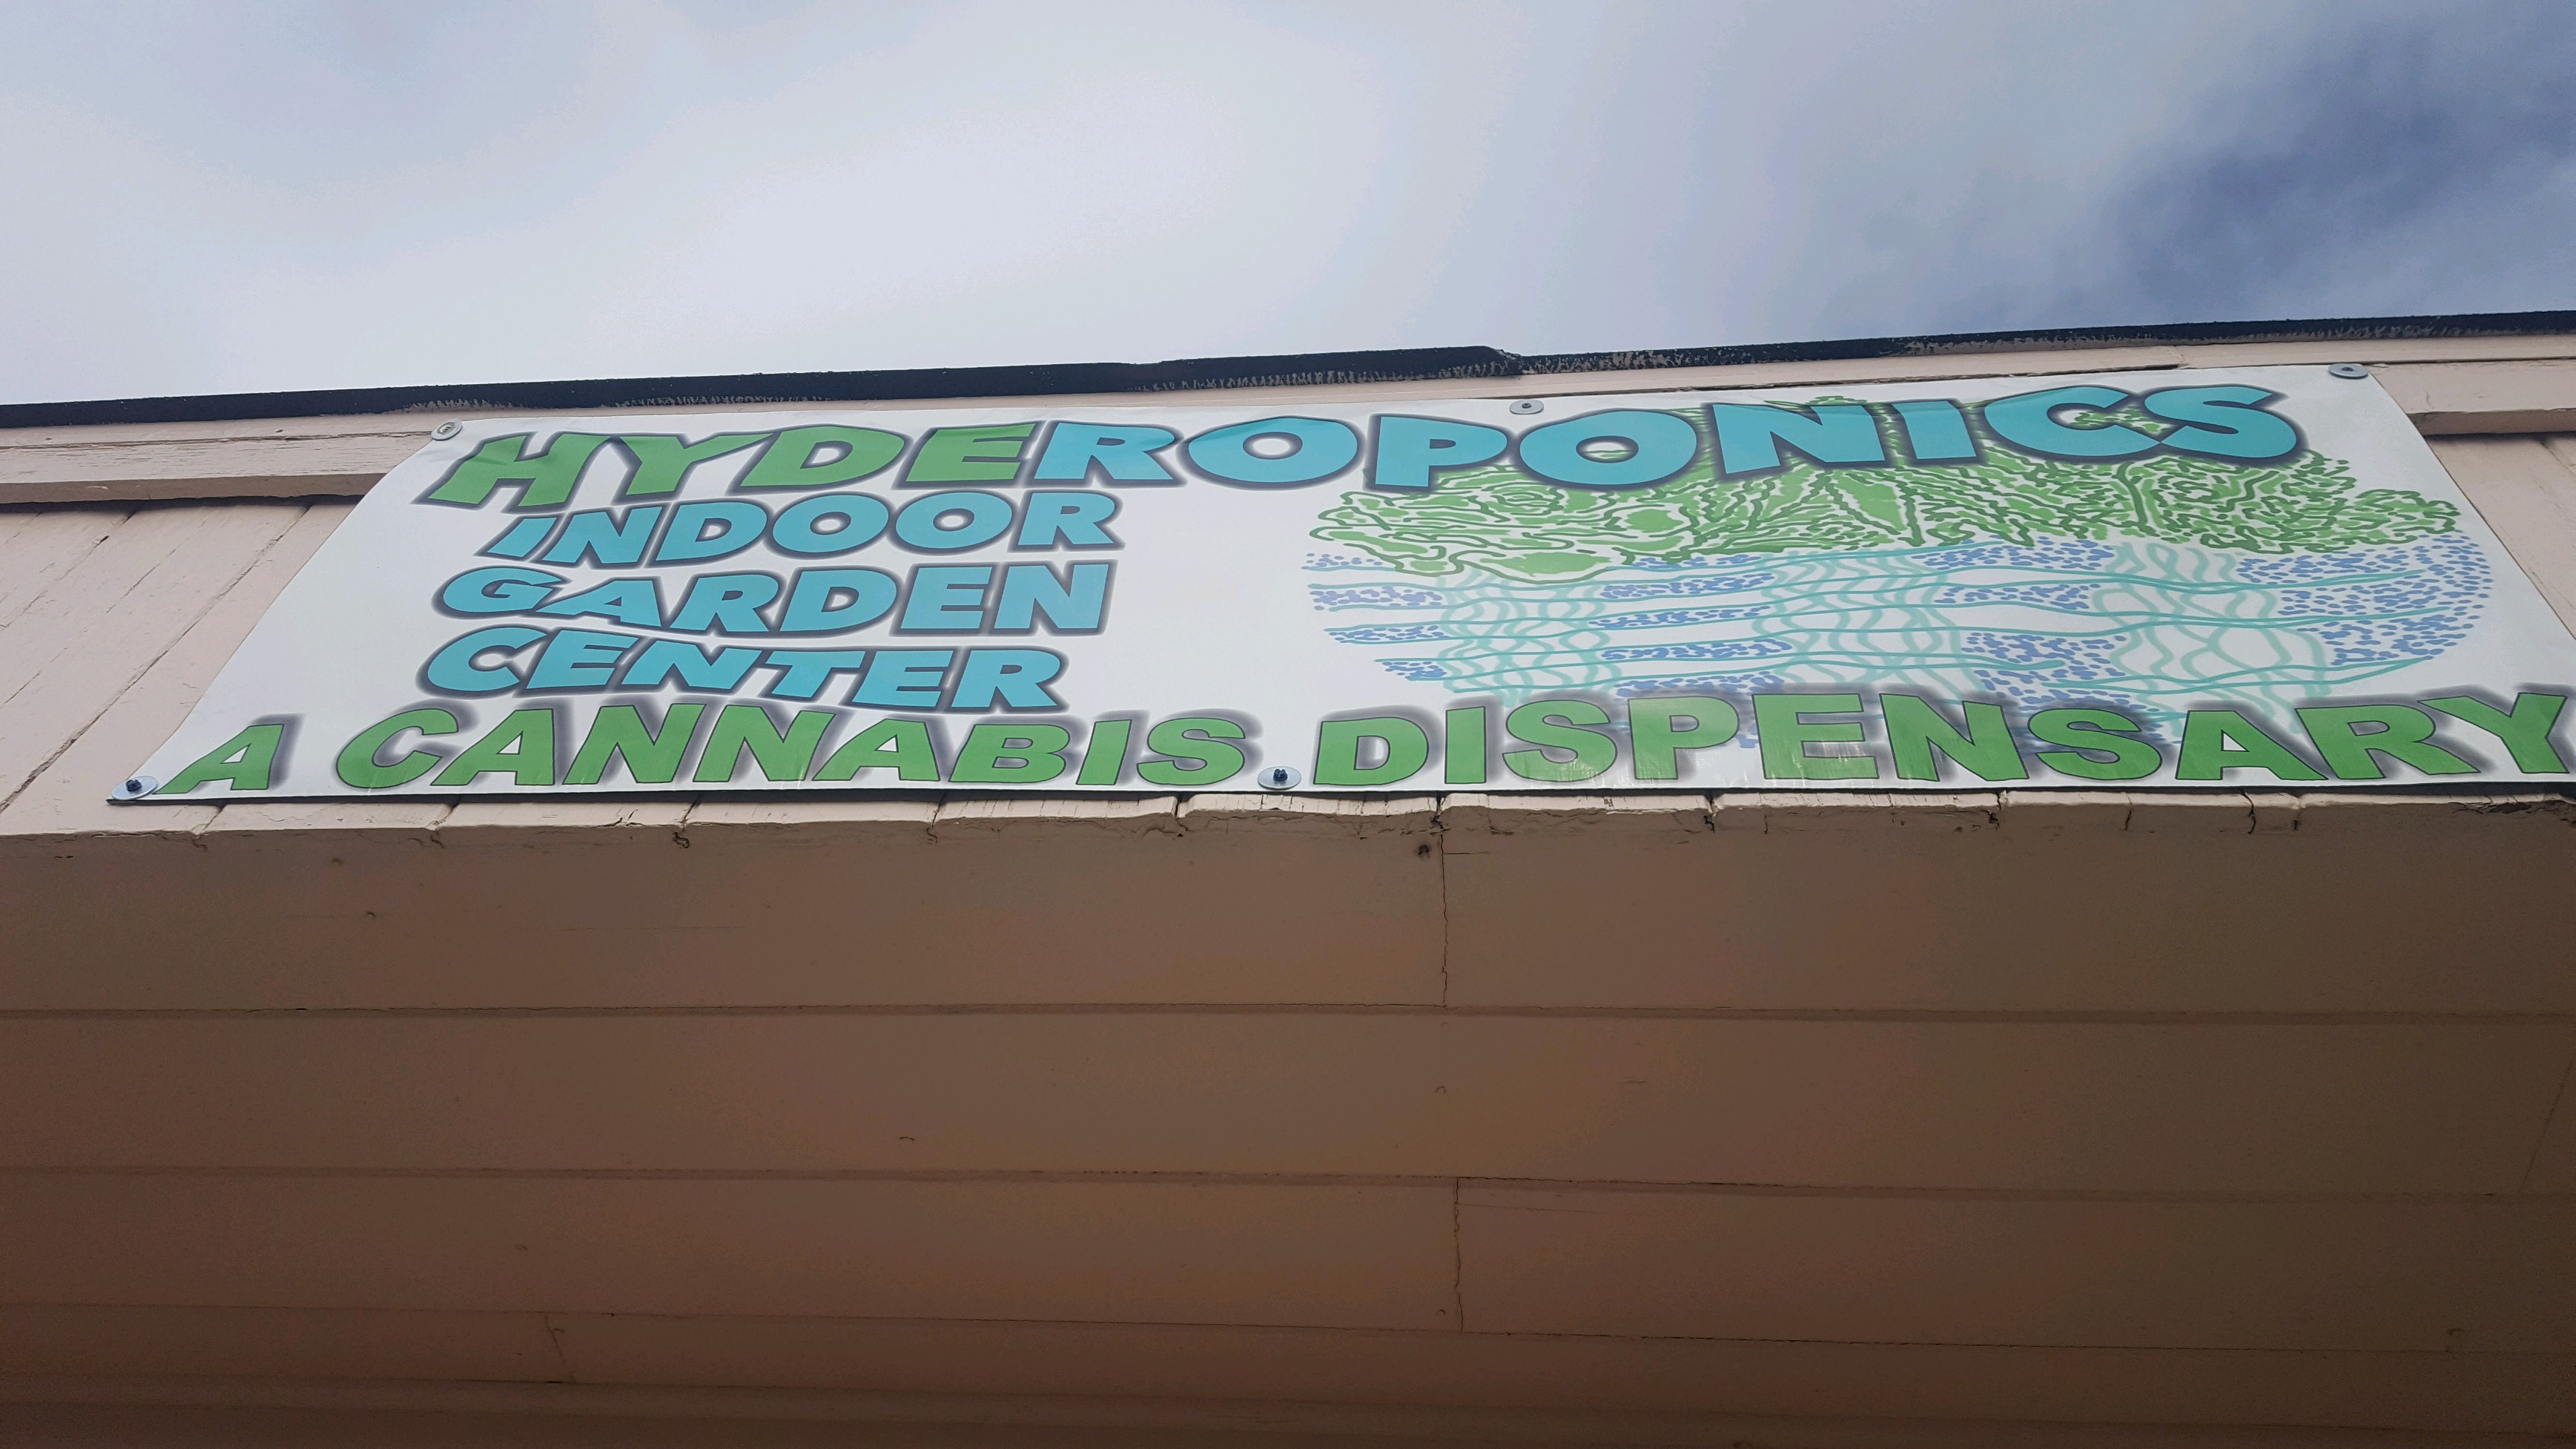 HYDEROPONICS
INDOOR
GARDEN
CENTER
A CANNABIS DISPENSARY